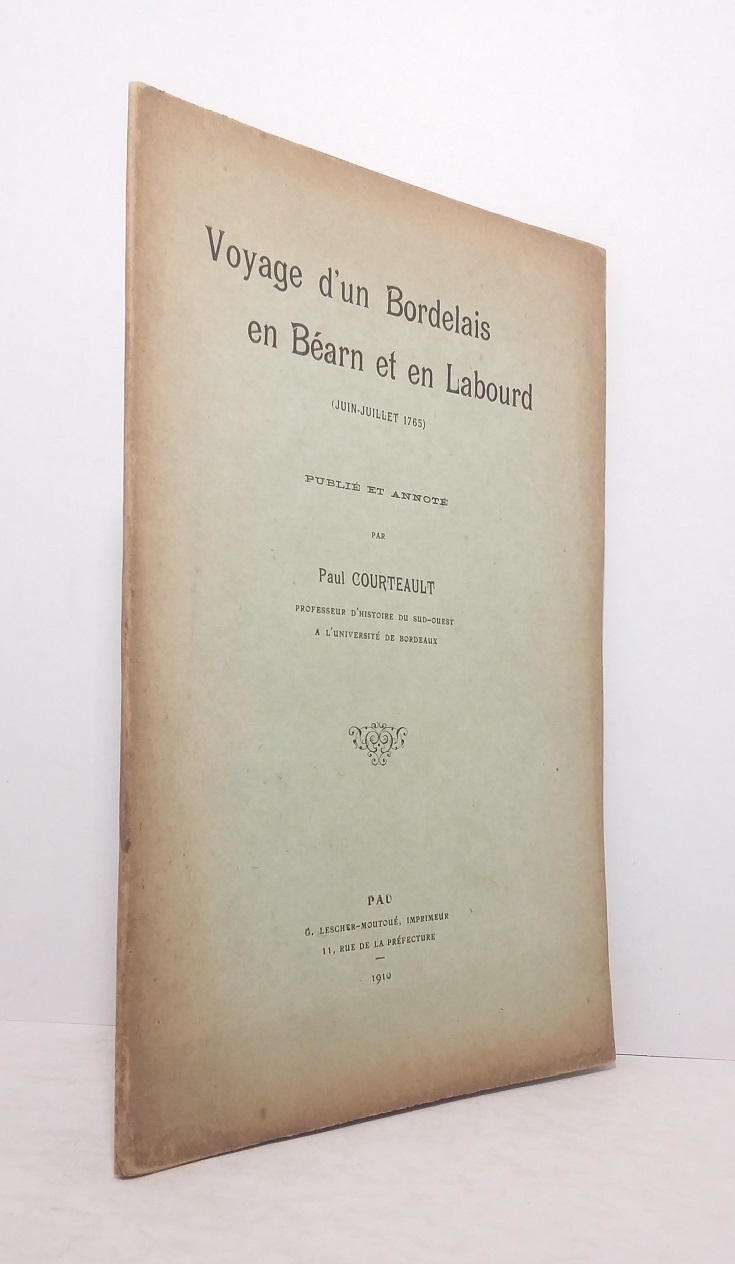 Voyage d'un Bordelais
en Béarn et en Labourd
(JUIN-JUILLET 1765)
PUBLIÉ ET ANNOTÉ
PAR
Paul COURTEAULT
PROFESSEUR D'HISTOIRE DU SUD-OUEST
A L'UNIVERSITÉ DE BORDEAUX
PAU
G. LESCHER-MOUTOUÉ, IMPRIMEUR
11, RUE DE LA PRÉFECTURE
1910